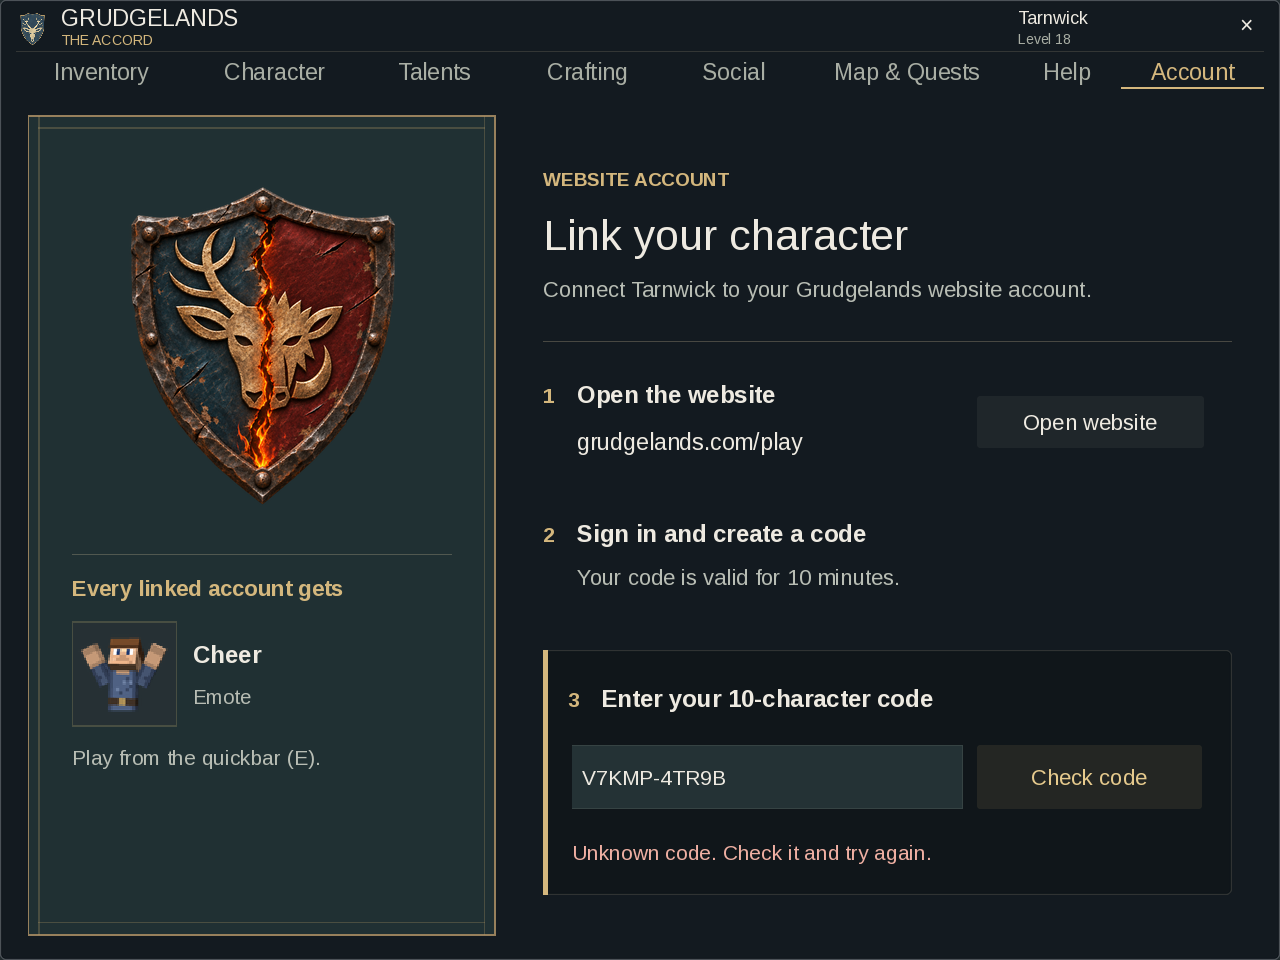 GRUDGELANDS
THE ACCORD
Tarnwick
Level 18
×
Inventory
Character
Talents
Crafting
Social
Map & Quests
Help
Account
Every linked account gets
Cheer
Emote
Play from the quickbar (E).
WEBSITE ACCOUNT
Link your character
Connect Tarnwick to your Grudgelands website account.
1 Open the website
grudgelands.com/play
Open website
2 Sign in and create a code
Your code is valid for 10 minutes.
3 Enter your 10-character code
V7KMP-4TR9B
Check code
Unknown code. Check it and try again.